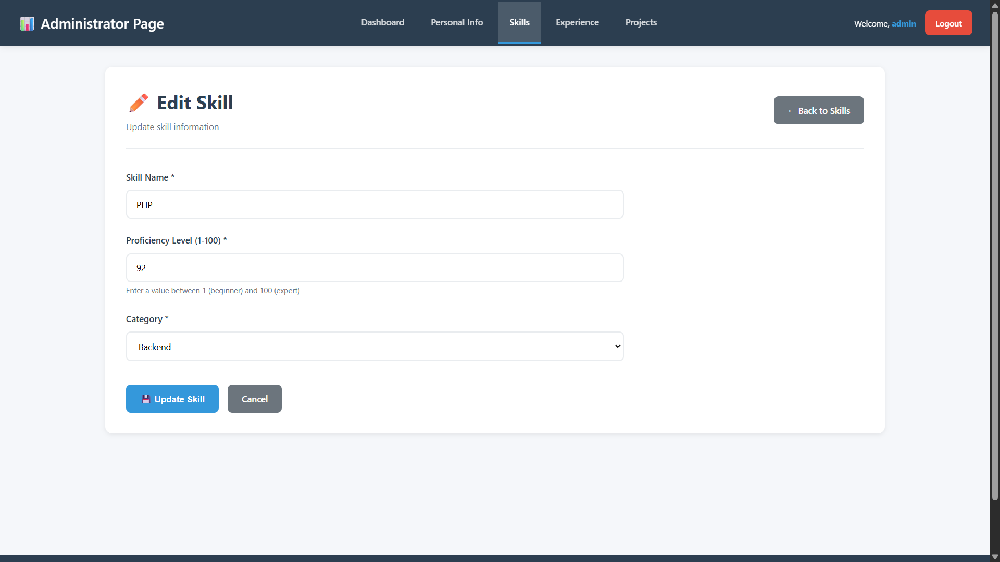 Administrator Page
Dashboard
Personal Info
Skills
Experience
Projects
Welcome, admin
Logout
Edit Skill
Update skill information
← Back to Skills
Skill Name *
PHP
Proficiency Level (1-100) *
92
Enter a value between 1 (beginner) and 100 (expert)
Category *
Backend
Update Skill
Cancel